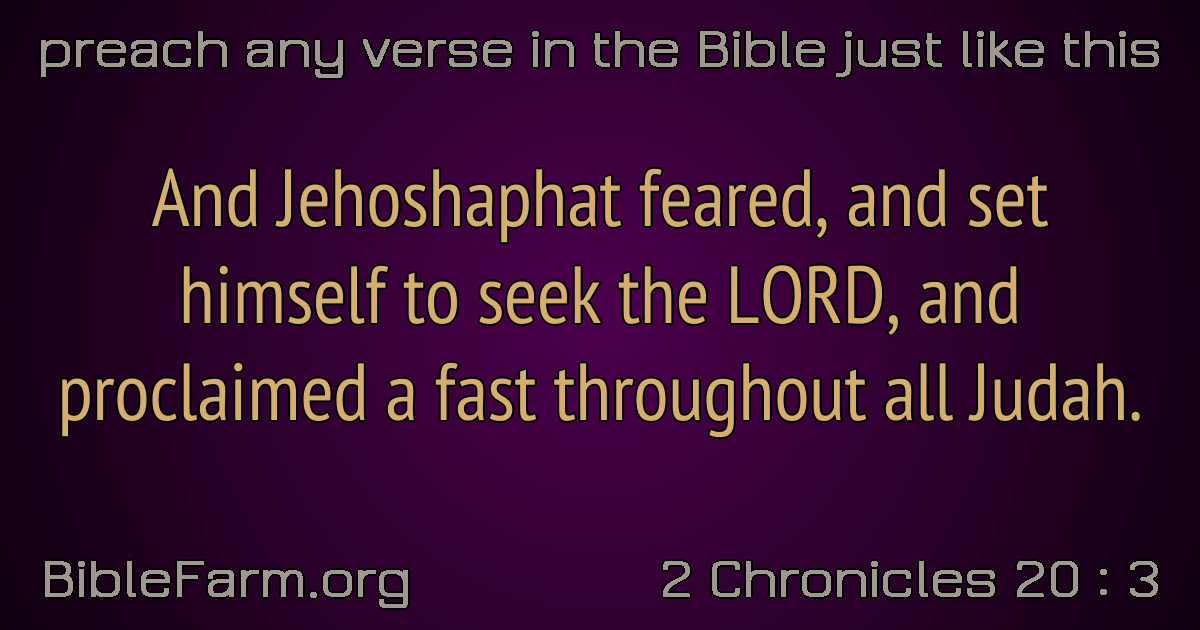 preach any verse in the Bible just like this
And Jehoshaphat feared, and set
himself to seek the LORD, and
proclaimed a fast throughout all Judah.
BibleFarm.org
2 Chronicles 20 : 3